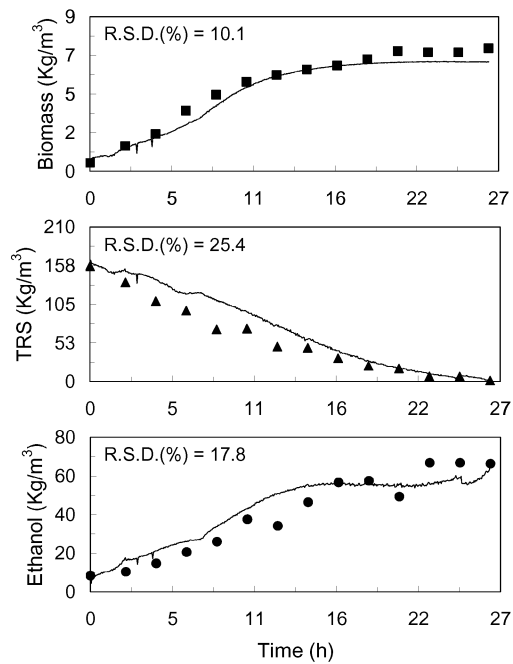 R.S.D.(%) = 10.1
Biomass (Kg/m³)
9
7
5
2
0
0 5 11 16 22 27
R.S.D.(%) = 25.4
TRS (Kg/m³)
210
158
105
53
0
0 5 11 16 22 27
R.S.D.(%) = 17.8
Ethanol (Kg/m³)
80
60
40
20
0
0 5 11 16 22 27
Time (h)